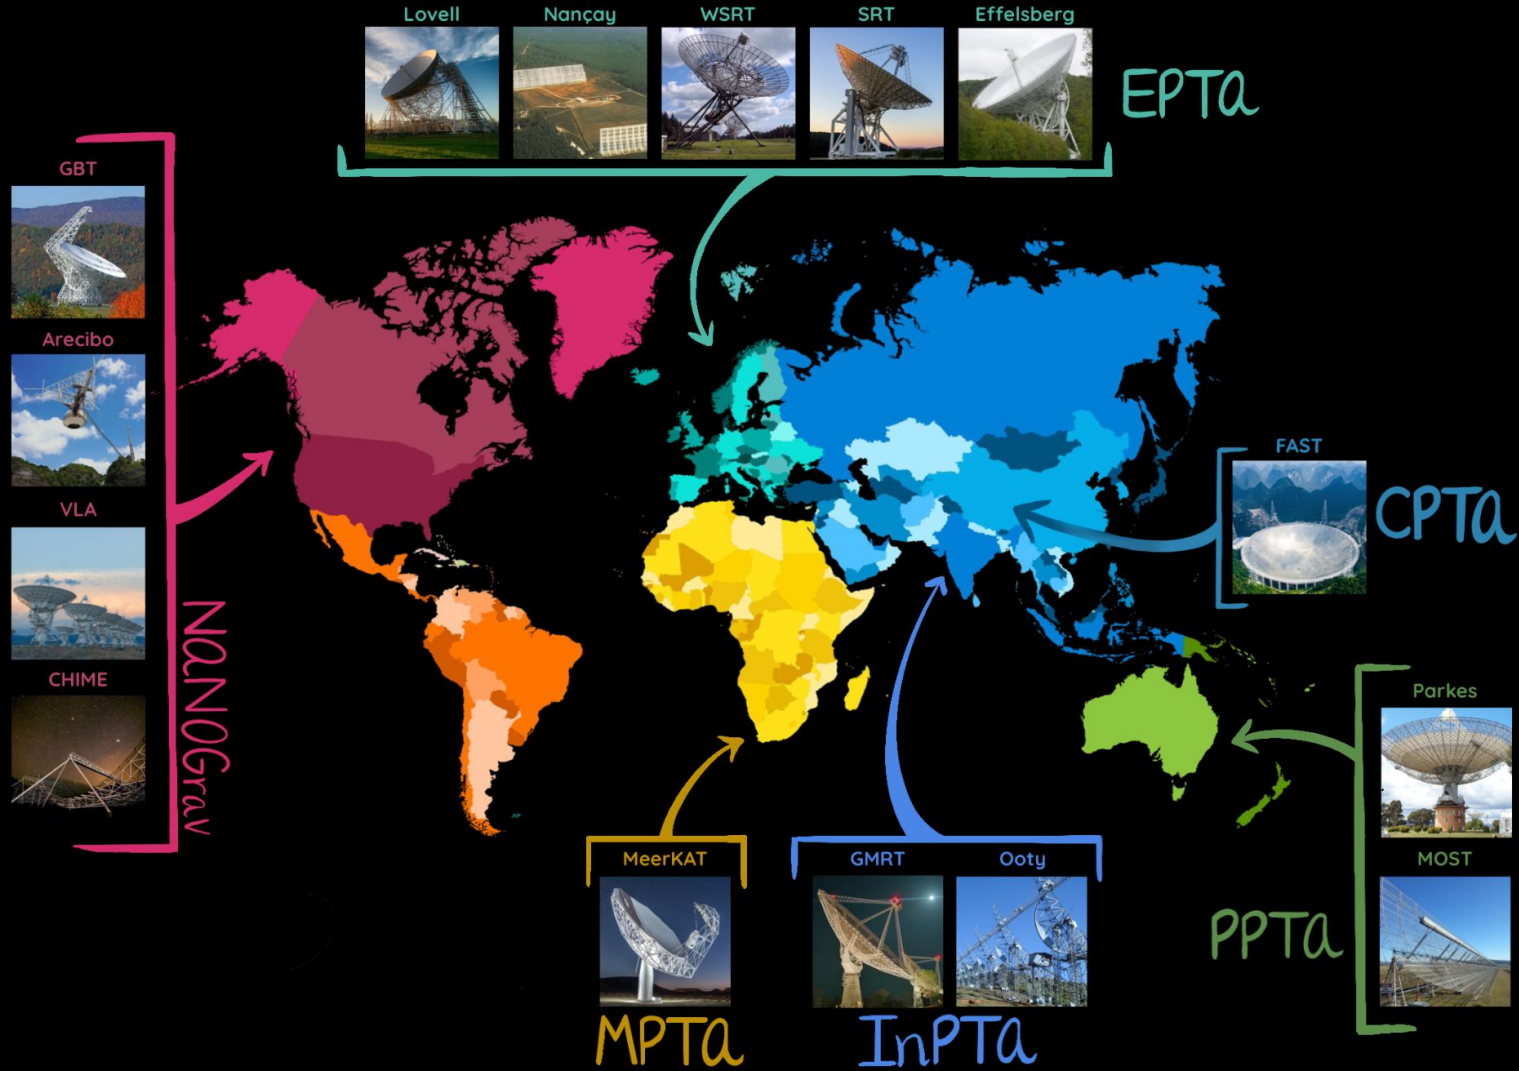 Lovell
Nançay
WSRT
SRT
Effelsberg
EPTA
GBT
Arecibo
VLA
CHIME
NANOGrav
FAST
CPTA
Parkes
MOST
PPTA
MeerKAT
MPTA
GMRT
Ooty
InPTA